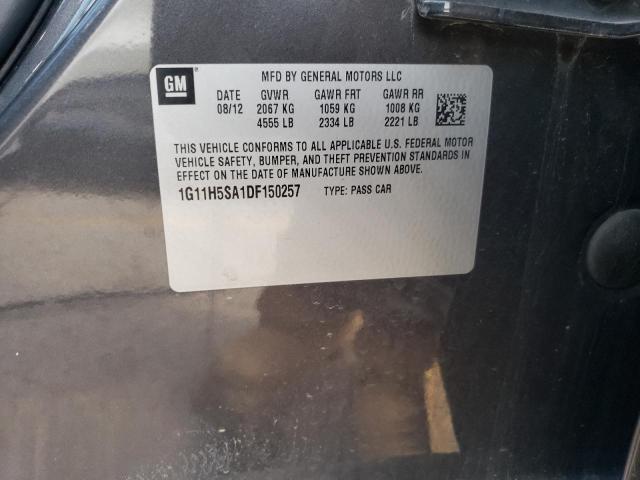 GM
MFD BY GENERAL MOTORS LLC
DATE GVWR GAWR FRT GAWR RR
08/12 2067 KG 1059 KG 1008 KG
4555 LB 2334 LB 2221 LB
THIS VEHICLE CONFORMS TO ALL APPLICABLE U.S. FEDERAL MOTOR
VEHICLE SAFETY, BUMPER, AND THEFT PREVENTION STANDARDS IN
EFFECT ON THE DATE OF MANUFACTURE SHOWN ABOVE.
1G11H5SA1DF150257 TYPE: PASS CAR